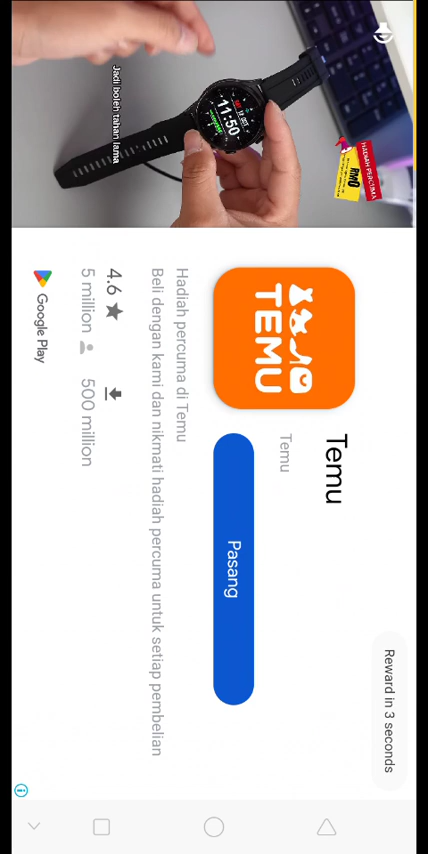 Jadi boleh tahan lama
11:50
HADIAH PERCUMA
RM0
Reward in 3 seconds
TEMU
Temu
Temu
Pasang
Hadiah percuma di Temu
Beli dengan kami dan nikmati hadiah percuma untuk setiap pembelian
4.6 ★
5 million
500 million
Google Play